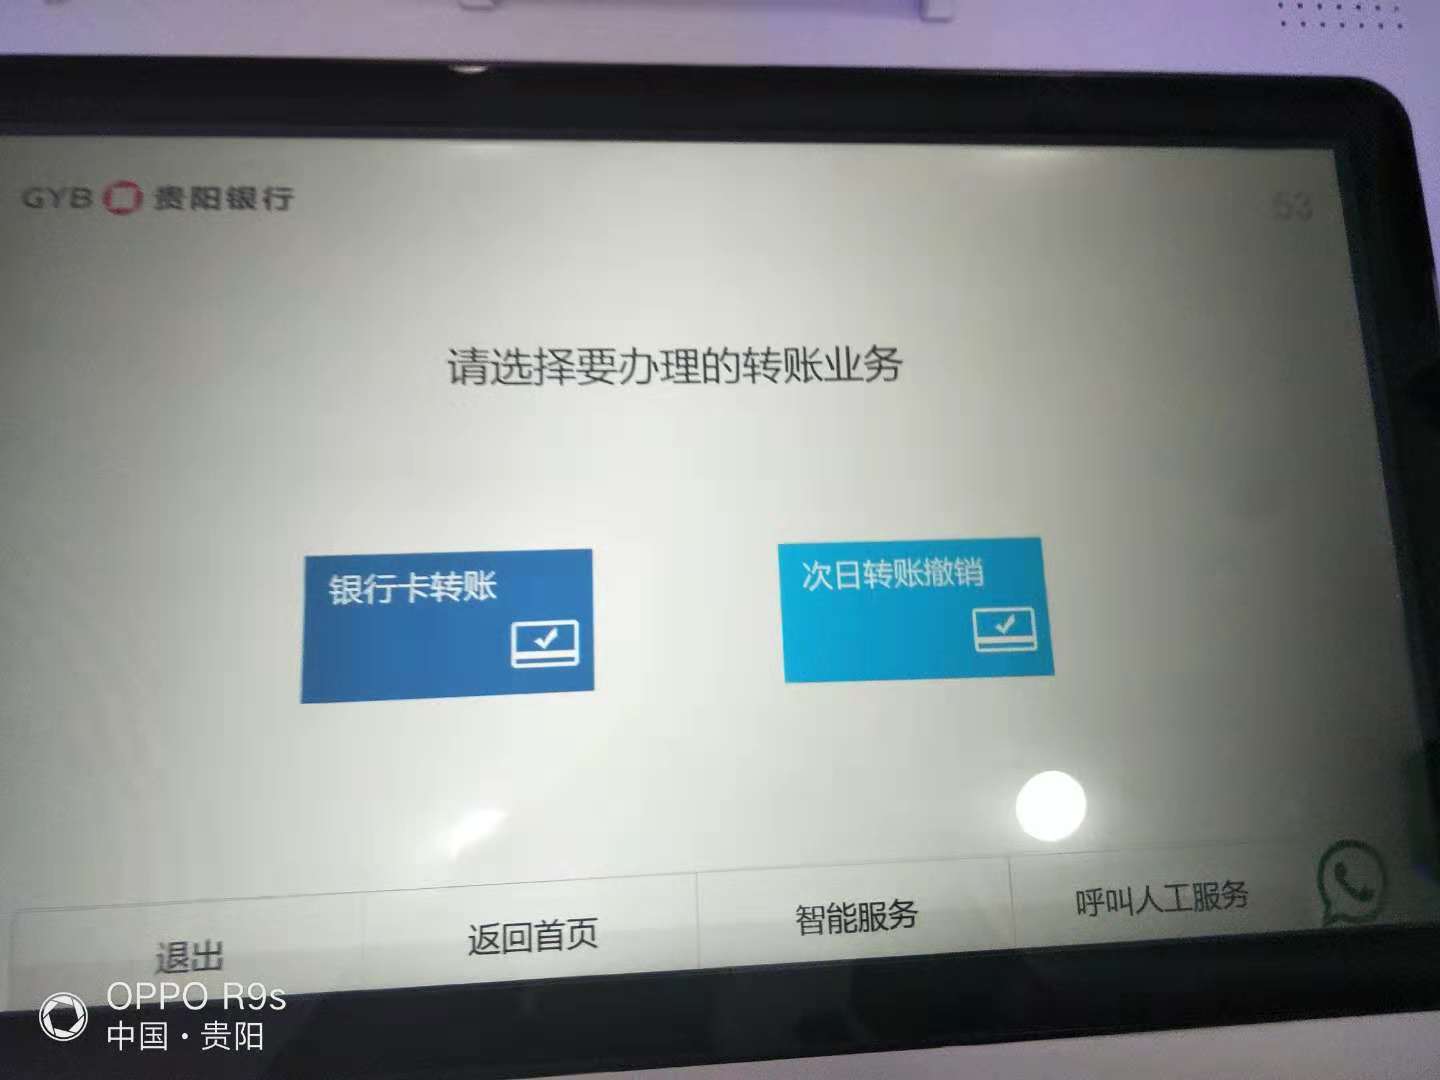 GYB 贵阳银行
53
请选择要办理的转账业务
银行卡转账
次日转账撤销
退出
返回首页
智能服务
呼叫人工服务
OPPO R9s
中国·贵阳